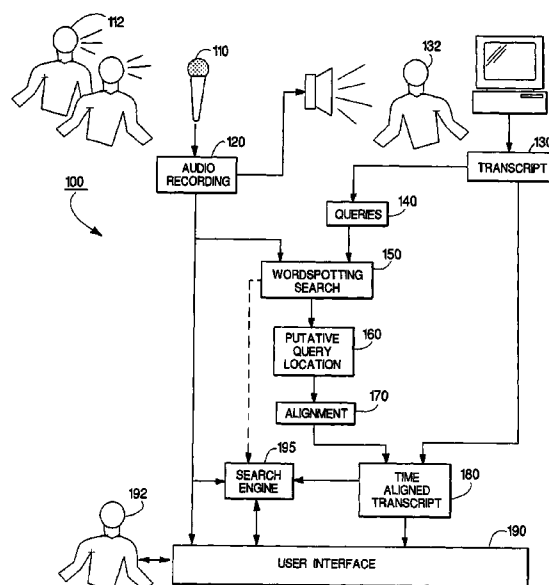 112
110
132
120
AUDIO
RECORDING
130
TRANSCRIPT
100
140
QUERIES
150
WORDSPOTTING
SEARCH
160
PUTATIVE
QUERY
LOCATION
170
ALIGNMENT
195
SEARCH
ENGINE
TIME
ALIGNED
TRANSCRIPT
180
192
190
USER INTERFACE